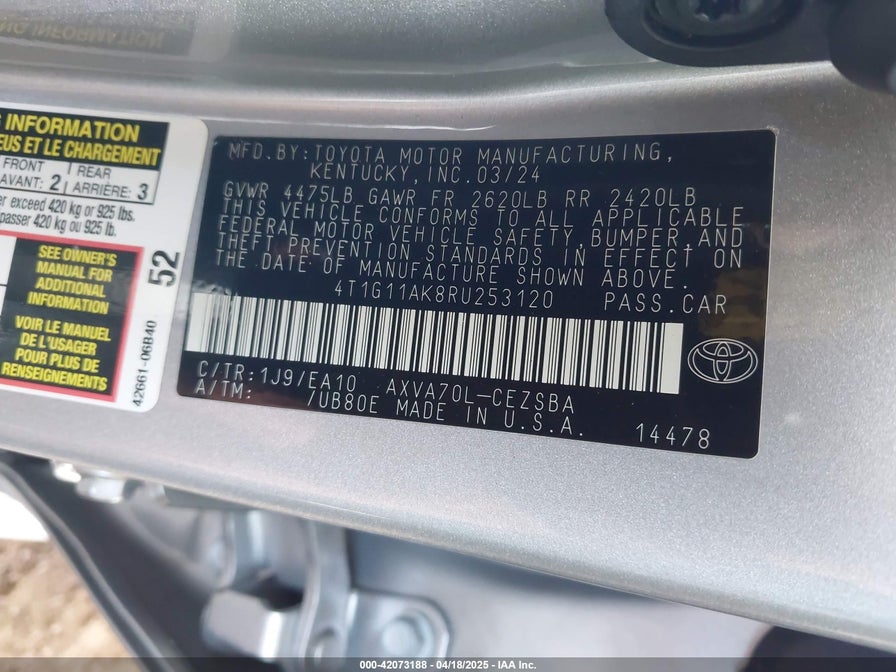 G INFORMATION
EUS ET LE CHARGEMENT
FRONT
AVANT: 2
REAR
ARRIÈRE: 3
er exceed 420 kg or 925 lbs.
passer 420 kg ou 925 lb.
SEE OWNER'S
MANUAL FOR
ADDITIONAL
INFORMATION
VOIR LE MANUEL
DE L'USAGER
POUR PLUS DE
RENSEIGNEMENTS
52
42661-06B40
MFD.BY:TOYOTA MOTOR MANUFACTURING,
KENTUCKY,INC.03/24
GVWR 4475LB GAWR FR 2620LB RR 2420LB
THIS VEHICLE CONFORMS TO ALL APPLICABLE
FEDERAL MOTOR VEHICLE SAFETY,BUMPER,AND
THEFT PREVENTION STANDARDS IN EFFECT ON
THE DATE OF MANUFACTURE SHOWN ABOVE.
4T1G11AK8RU253120 PASS.CAR
C/TR:1J9/EA10 AXVA70L-CEZSBA
A/TM: /UB80E MADE IN U.S.A.
14478
000-42073188 - 04/18/2025 - IAA Inc.